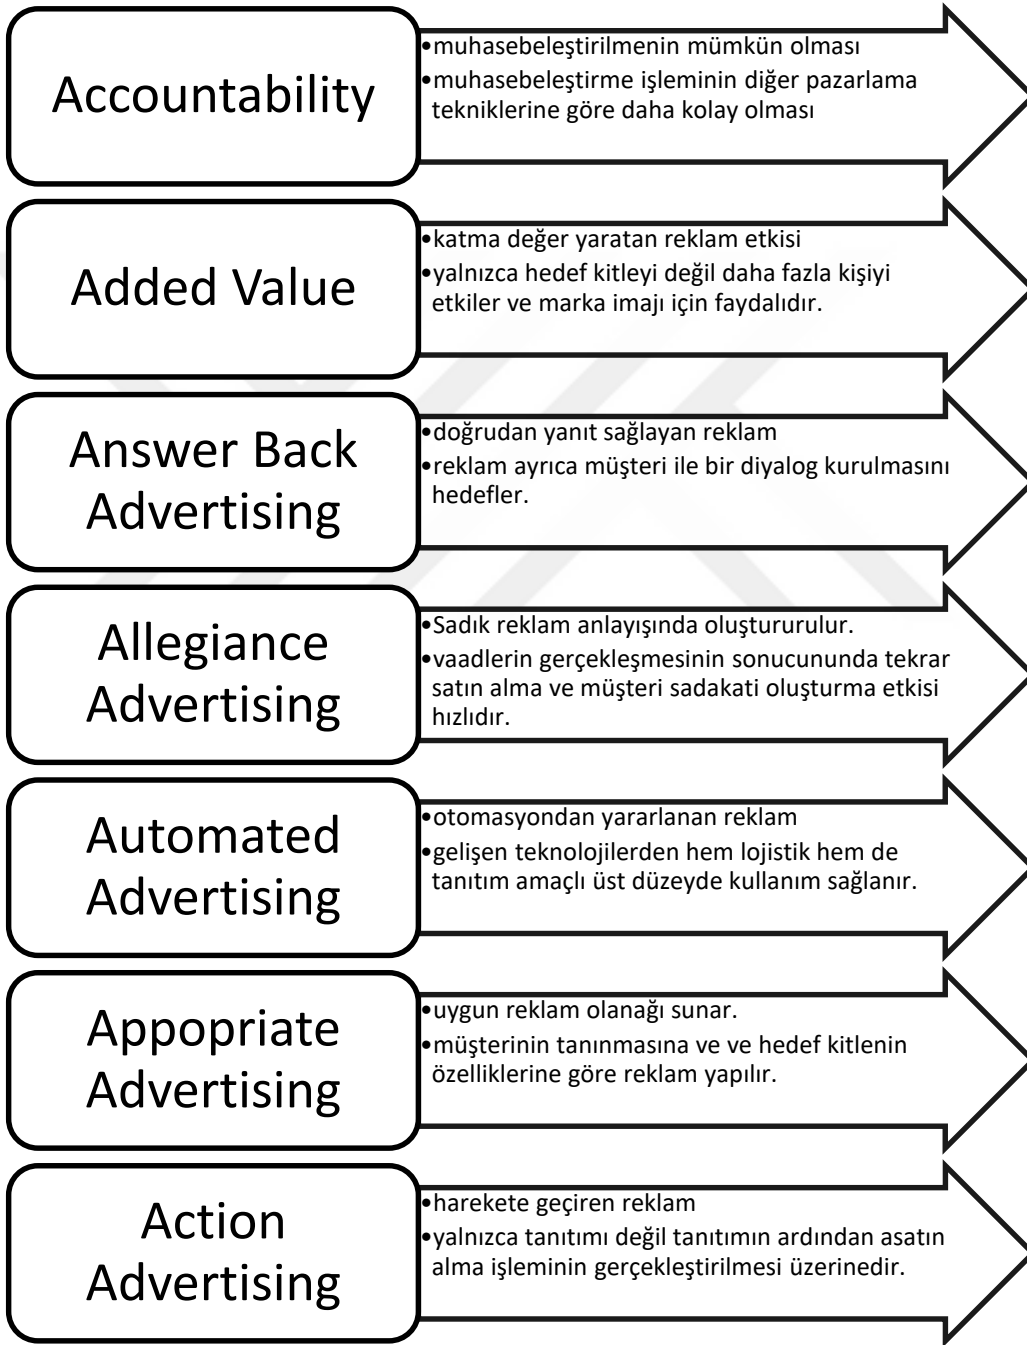 Accountability
•muhasebeleştirilmenin mümkün olması
•muhasebeleştirme işleminin diğer pazarlama
tekniklerine göre daha kolay olması
Added Value
•katma değer yaratan reklam etkisi
•yalnızca hedef kitleyi değil daha fazla kişiyi
etkiler ve marka imajı için faydalıdır.
Answer Back
Advertising
•doğrudan yanıt sağlayan reklam
•reklam ayrıca müşteri ile bir diyalog kurulmasını
hedefler.
Allegiance
Advertising
•Sadık reklam anlayışında oluştururulur.
•vaadlerin gerçekleşmesinin sonucununda tekrar
satın alma ve müşteri sadakati oluşturma etkisi
hızlıdır.
Automated
Advertising
•otomasyondan yararlanan reklam
•gelişen teknolojilerden hem lojistik hem de
tanıtım amaçlı üst düzeyde kullanım sağlanır.
Appopriate
Advertising
•uygun reklam olanağı sunar.
•müşterinin tanınmasına ve ve hedef kitlenin
özelliklerine göre reklam yapılır.
Action
Advertising
•harekete geçiren reklam
•yalnızca tanıtımı değil tanıtımın ardından asatın
alma işleminin gerçekleştirilmesi üzerinedir.